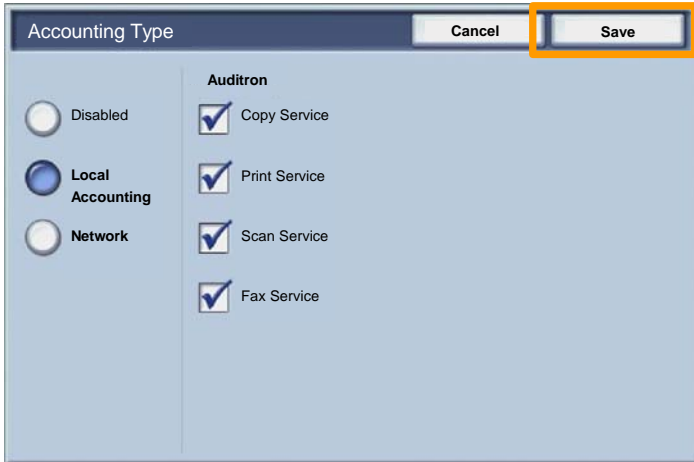 Accounting Type
Cancel
Save
Auditron
Disabled
Copy Service
Local
Accounting
Print Service
Network
Scan Service
Fax Service